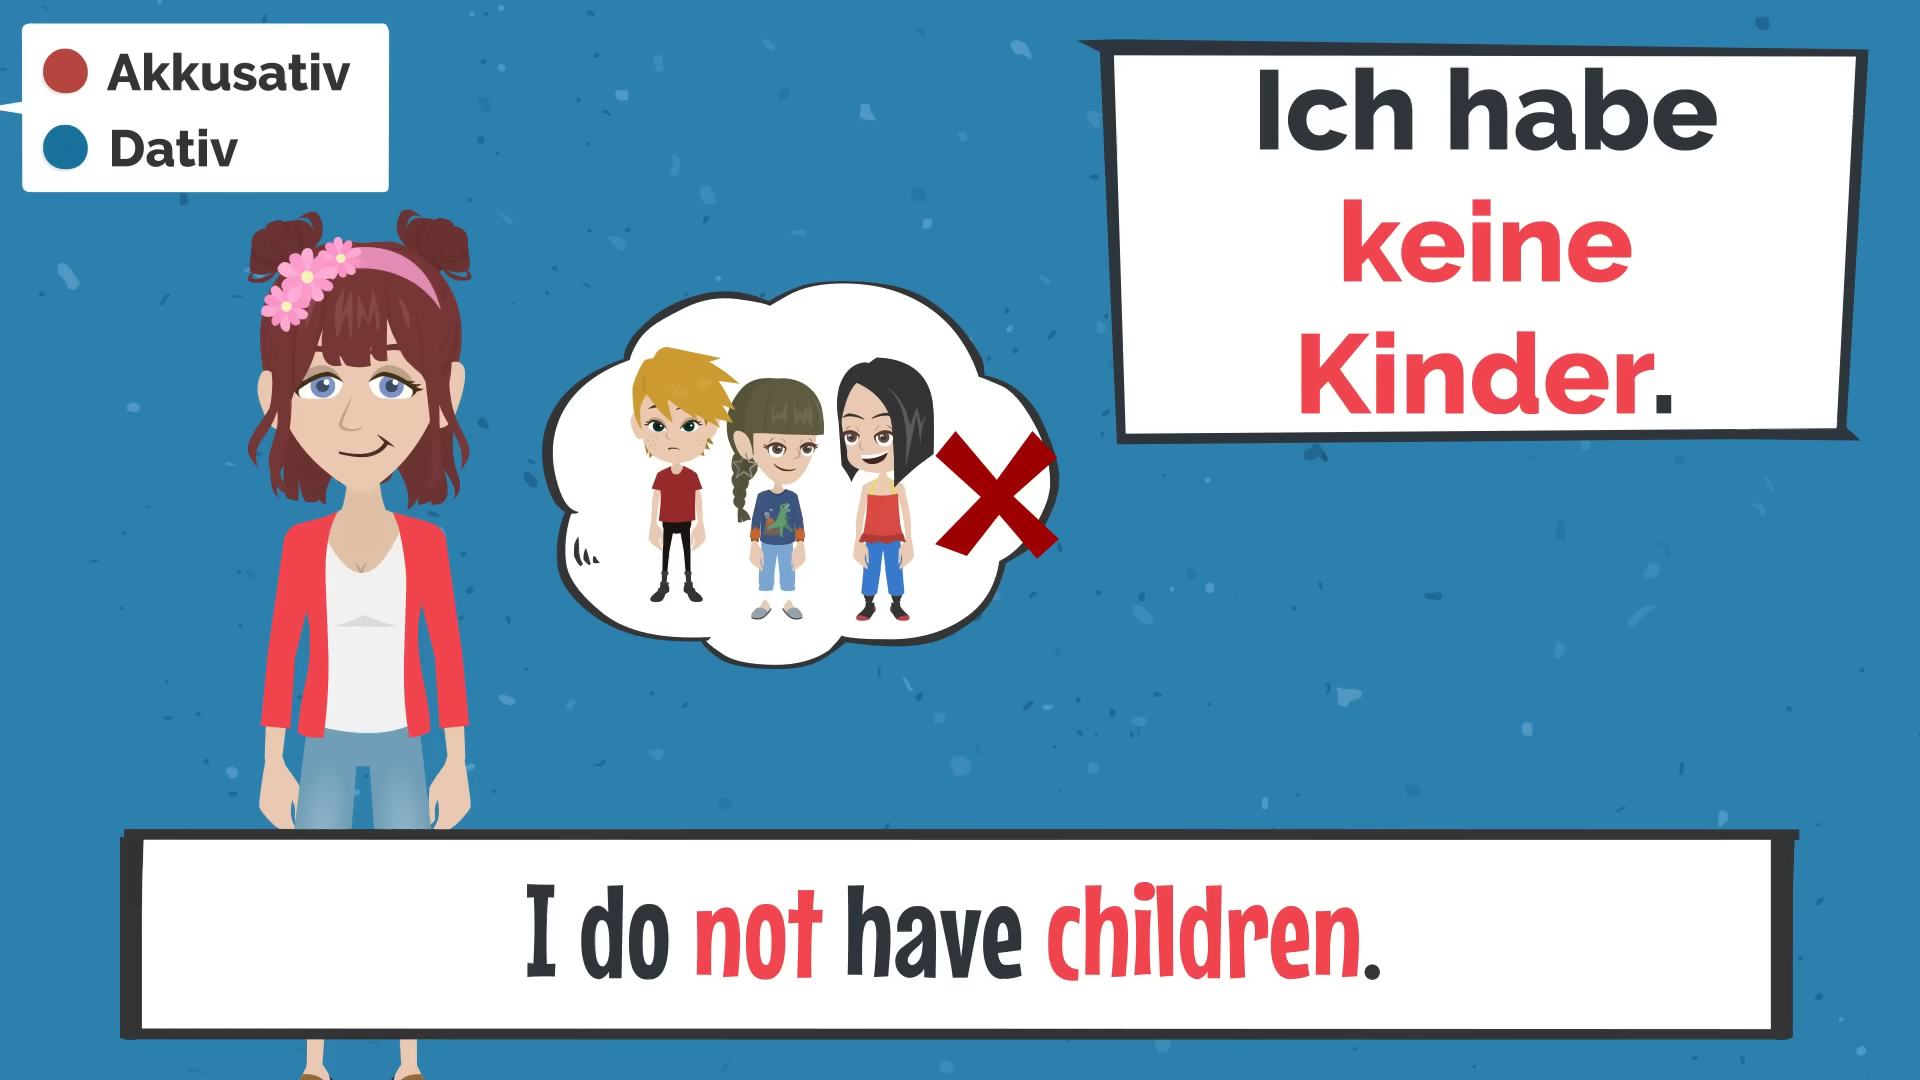 Akkusativ
Dativ
Ich habe
keine
Kinder.
I do not have children.